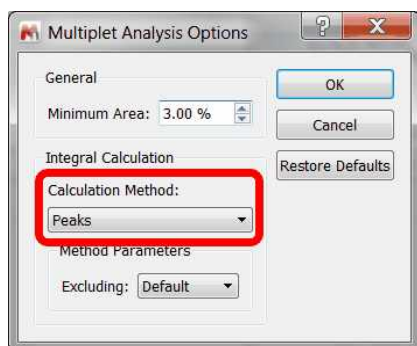 Multiplet Analysis Options
General
Minimum Area: 3.00 %
Integral Calculation
Calculation Method:
Peaks
Method Parameters
Excluding: Default
OK
Cancel
Restore Defaults